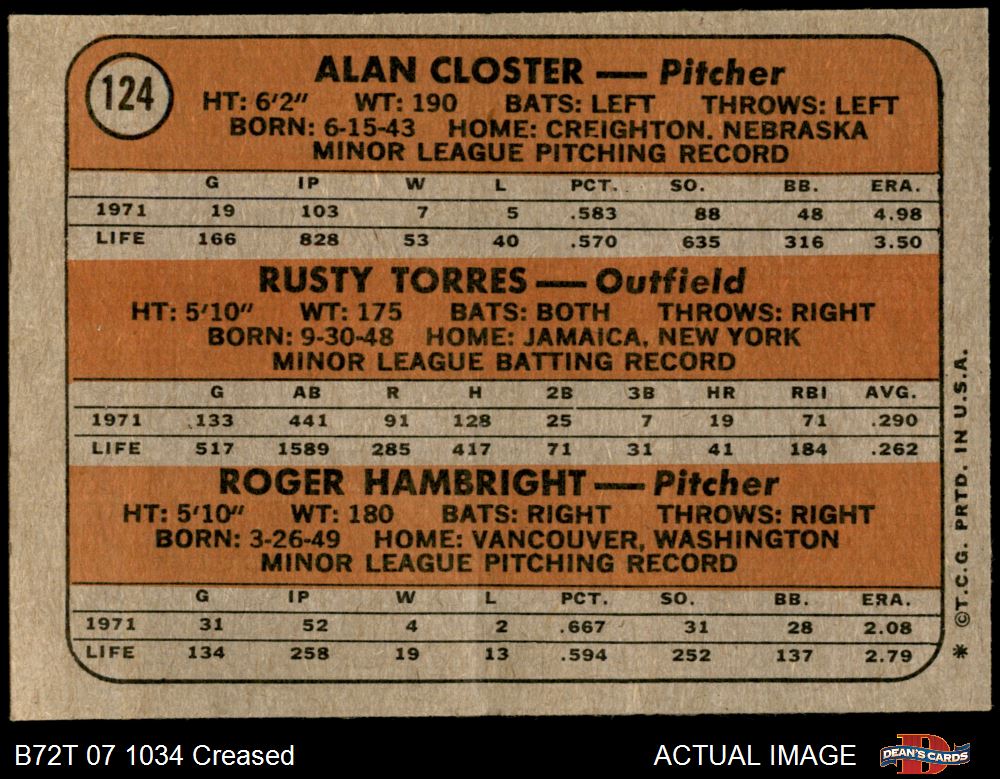 124
ALAN CLOSTER — Pitcher
HT: 6'2" WT: 190 BATS: LEFT THROWS: LEFT
BORN: 6-15-43 HOME: CREIGHTON. NEBRASKA
MINOR LEAGUE PITCHING RECORD
G IP W L PCT. SO. BB. ERA.
1971 19 103 7 5 .583 88 48 4.98
LIFE 166 828 53 40 .570 635 316 3.50
RUSTY TORRES — Outfield
HT: 5'10" WT: 175 BATS: BOTH THROWS: RIGHT
BORN: 9-30-48 HOME: JAMAICA, NEW YORK
MINOR LEAGUE BATTING RECORD
G AB R H 2B 3B HR RBI AVG.
1971 133 441 91 128 25 7 19 71 .290
LIFE 517 1589 285 417 71 31 41 184 .262
ROGER HAMBRIGHT — Pitcher
HT: 5'10" WT: 180 BATS: RIGHT THROWS: RIGHT
BORN: 3-26-49 HOME: VANCOUVER, WASHINGTON
MINOR LEAGUE PITCHING RECORD
G IP W L PCT. SO. BB. ERA.
1971 31 52 4 2 .667 31 28 2.08
LIFE 134 258 19 13 .594 252 137 2.79
* ©T.C.G. PRTD. IN U.S.A.
B72T 07 1034 Creased
ACTUAL IMAGE
DEAN'S CARDS